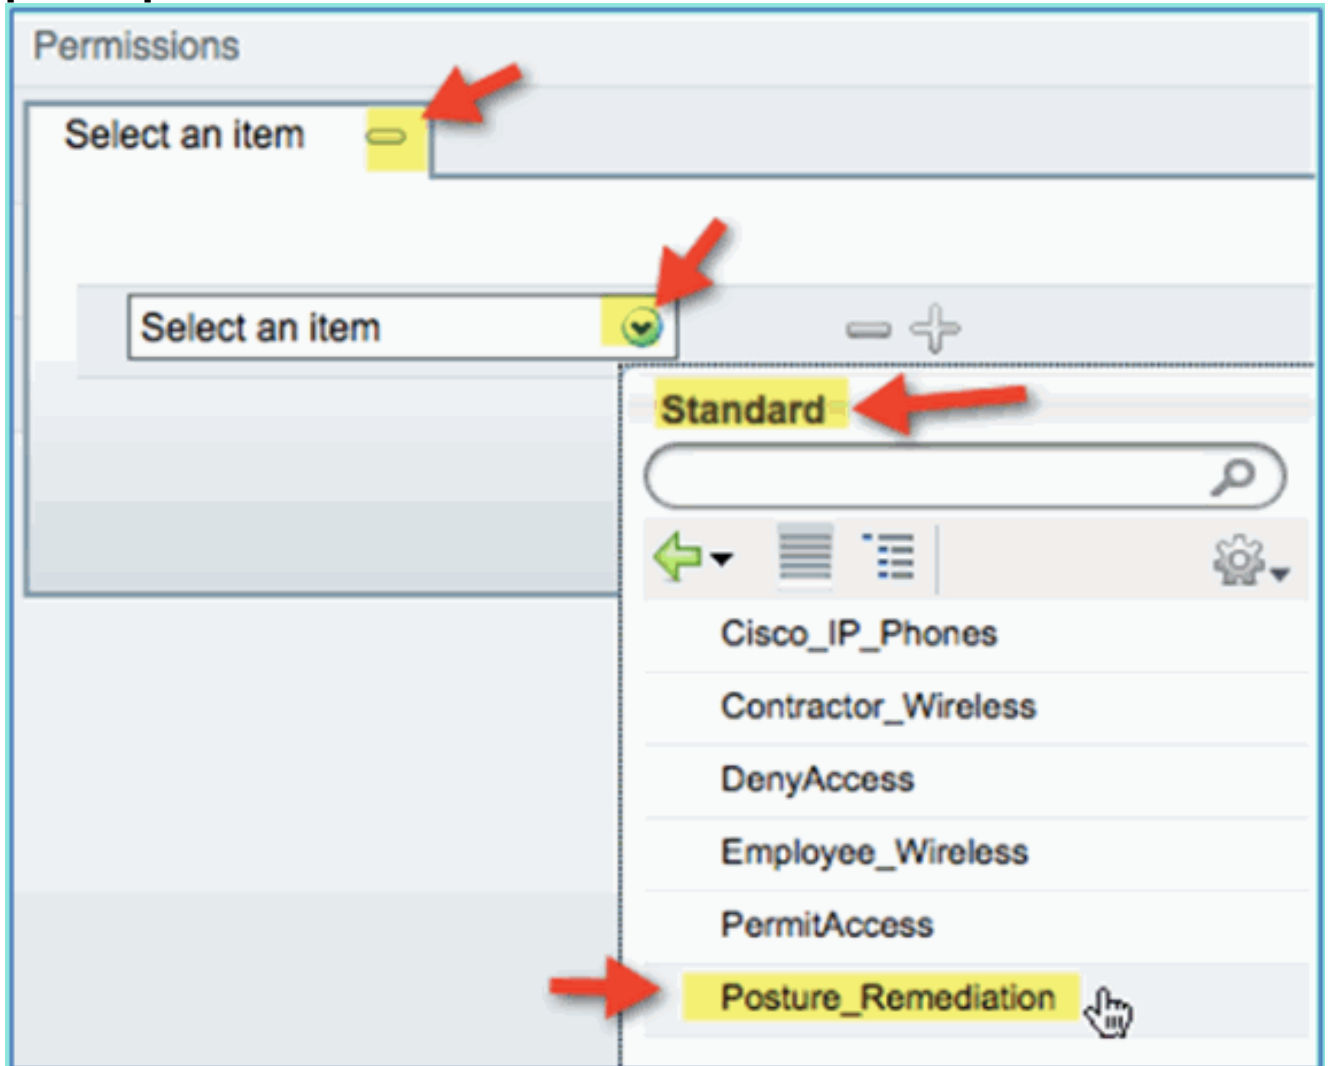 Permissions
Select an item
Select an item
Standard
Cisco_IP_Phones
Contractor_Wireless
DenyAccess
Employee_Wireless
PermitAccess
Posture_Remediation